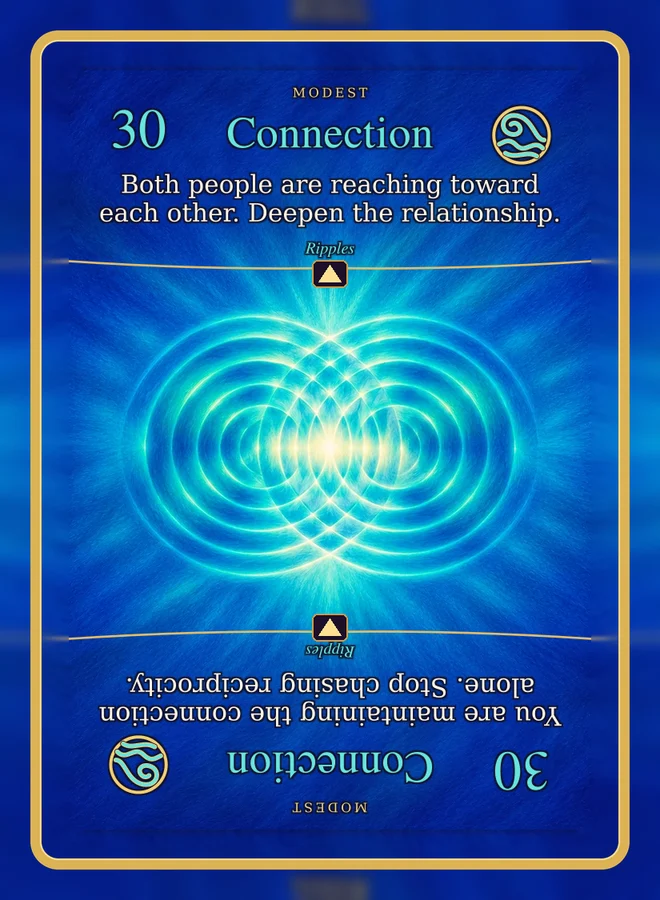 MODEST
30 Connection
Both people are reaching toward
each other. Deepen the relationship.
Ripples
30 Connection
MODEST
You are maintaining the connection
alone. Stop chasing reciprocity.
Ripples